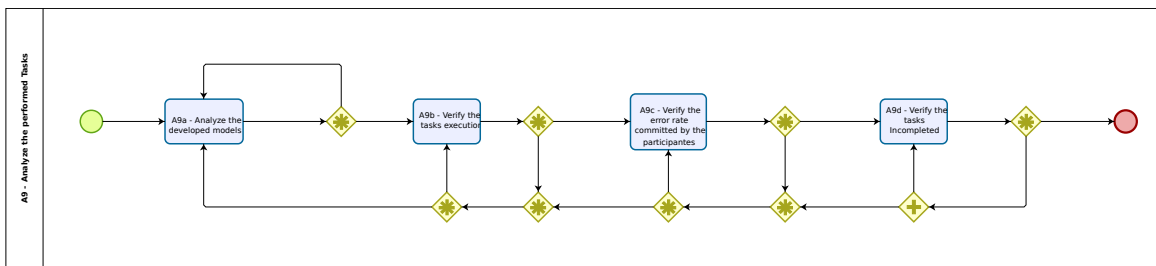 A9 - Analyze the performed Tasks
A9a - Analyze the
developed models
A9b - Verify the
tasks execution
A9c - Verify the
error rate
committed by the
participantes
A9d - Verify the
tasks
Incompleted